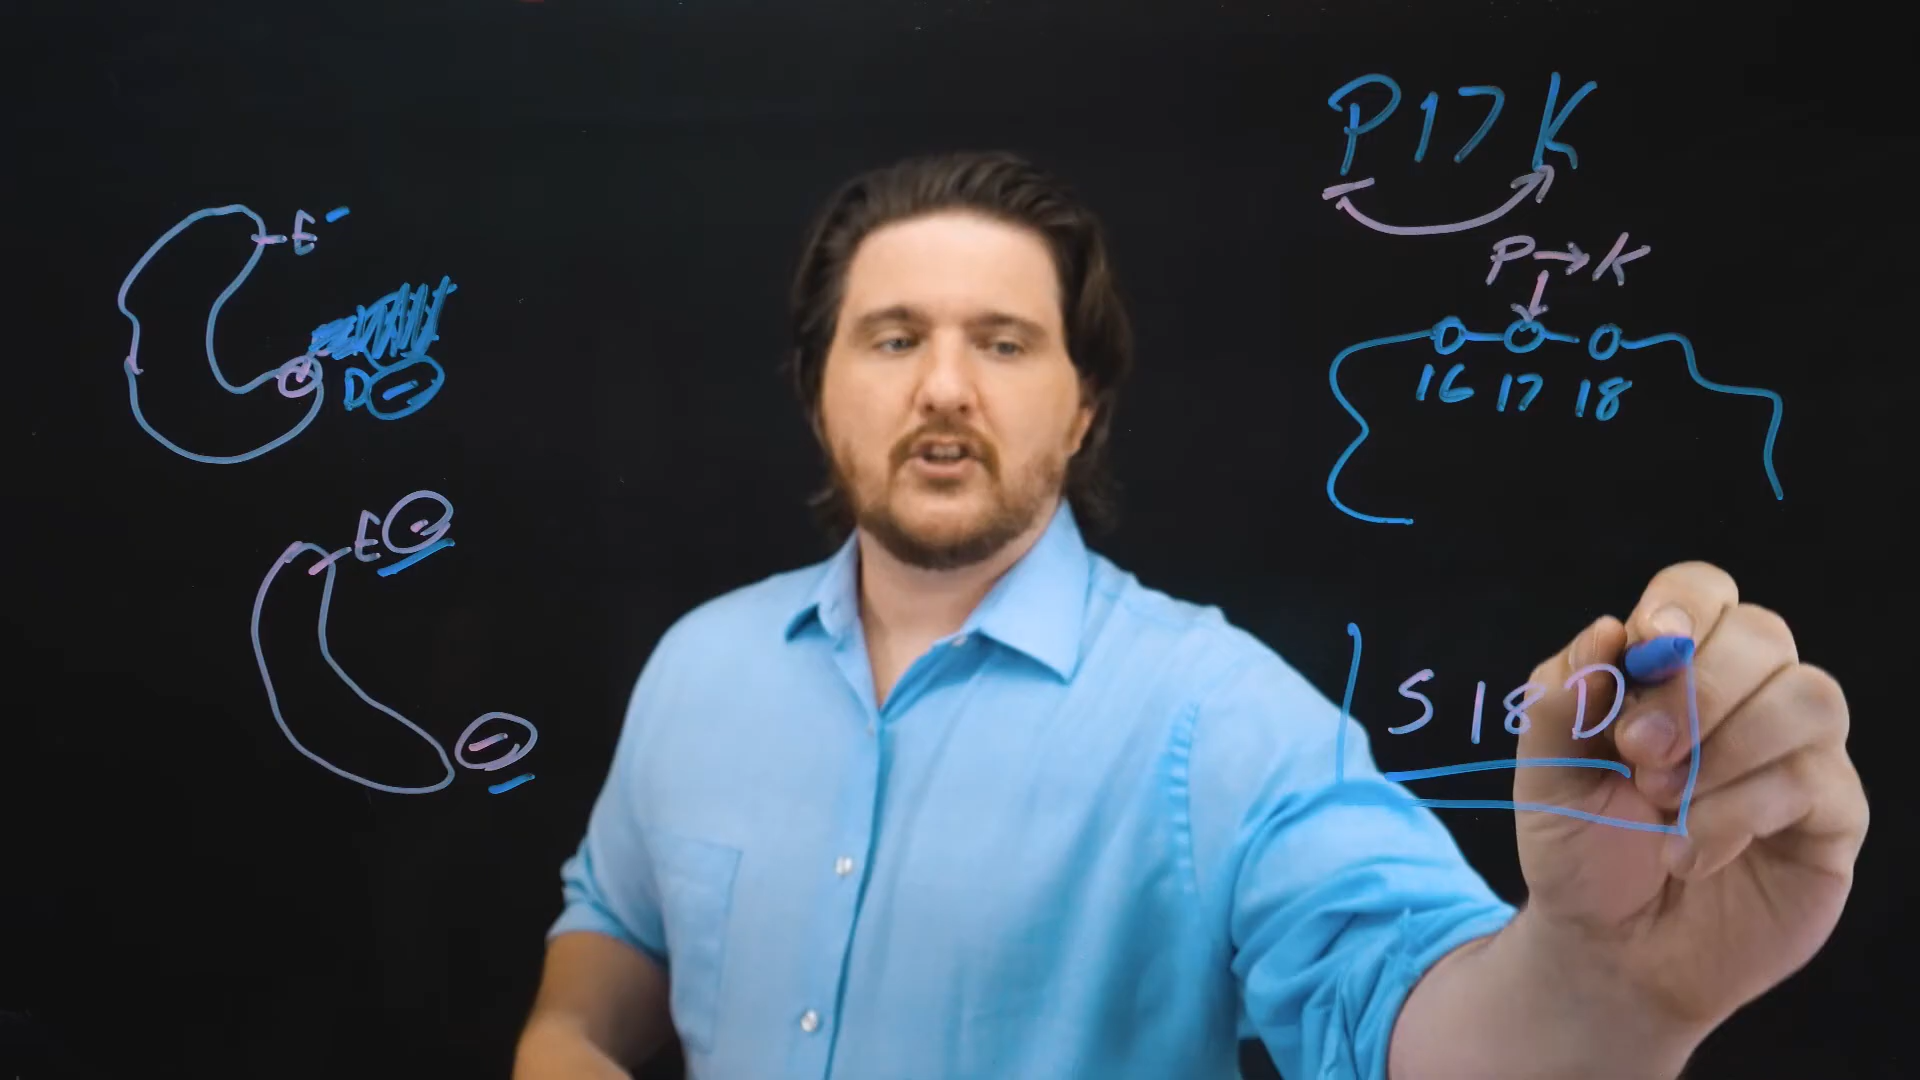 P17K
P→K
16 17 18
E-
D-
E-
-
S18D